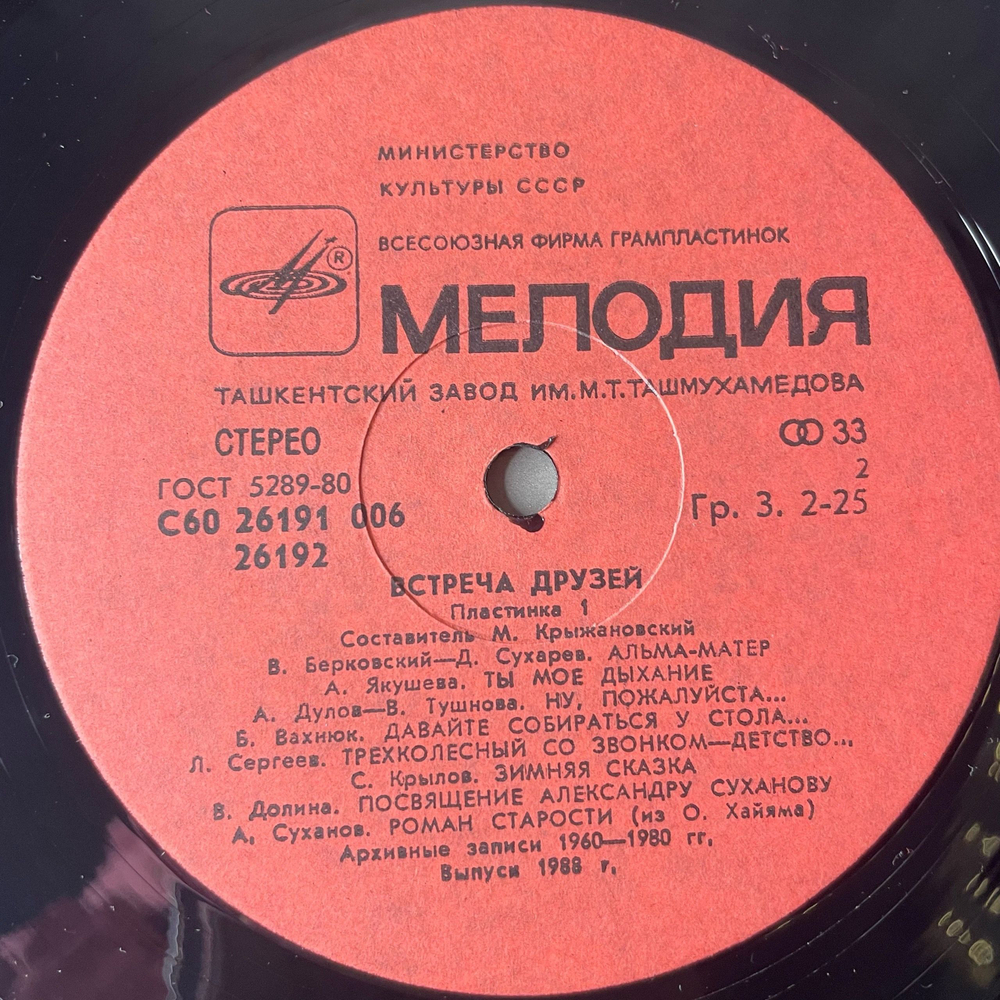 МИНИСТЕРСТВО
КУЛЬТУРЫ СССР
ВСЕСОЮЗНАЯ ФИРМА ГРАМПЛАСТИНОК
®
МЕЛОДИЯ
ТАШКЕНТСКИЙ ЗАВОД ИМ.М.Т.ТАШМУХАМЕДОВА
СТЕРЕО 33
ГОСТ 5289-80 2
С60 26191 006 Гр. 3. 2-25
26192
ВСТРЕЧА ДРУЗЕЙ
Пластинка 1
Составитель М. Крыжановский
В. Берковский—Д. Сухарев. АЛЬМА-МАТЕР
А. Якушева. ТЫ МОЕ ДЫХАНИЕ
А. Дулов—В. Тушнова. НУ, ПОЖАЛУЙСТА...
Б. Вахнюк. ДАВАЙТЕ СОБИРАТЬСЯ У СТОЛА...
Л. Сергеев. ТРЕХКОЛЕСНЫЙ СО ЗВОНКОМ—ДЕТСТВО...
С. Крылов. ЗИМНЯЯ СКАЗКА
В. Долина. ПОСВЯЩЕНИЕ АЛЕКСАНДРУ СУХАНОВУ
А. Суханов. РОМАН СТАРОСТИ (из О. Хайяма)
Архивные записи 1960—1980 гг.
Выпуск 1988 г.